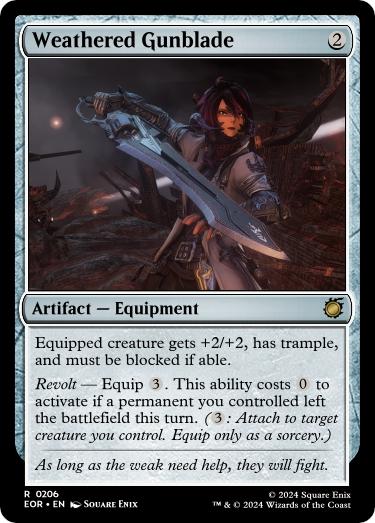 Weathered Gunblade 2
Artifact — Equipment
Equipped creature gets +2/+2, has trample,
and must be blocked if able.
Revolt — Equip 3. This ability costs 0 to
activate if a permanent you controlled left
the battlefield this turn. (3: Attach to target
creature you control. Equip only as a sorcery.)
As long as the weak need help, they will fight.
R 0206 © 2024 Square Enix
EOR • EN Square Enix ™ & © 2024 Wizards of the Coast